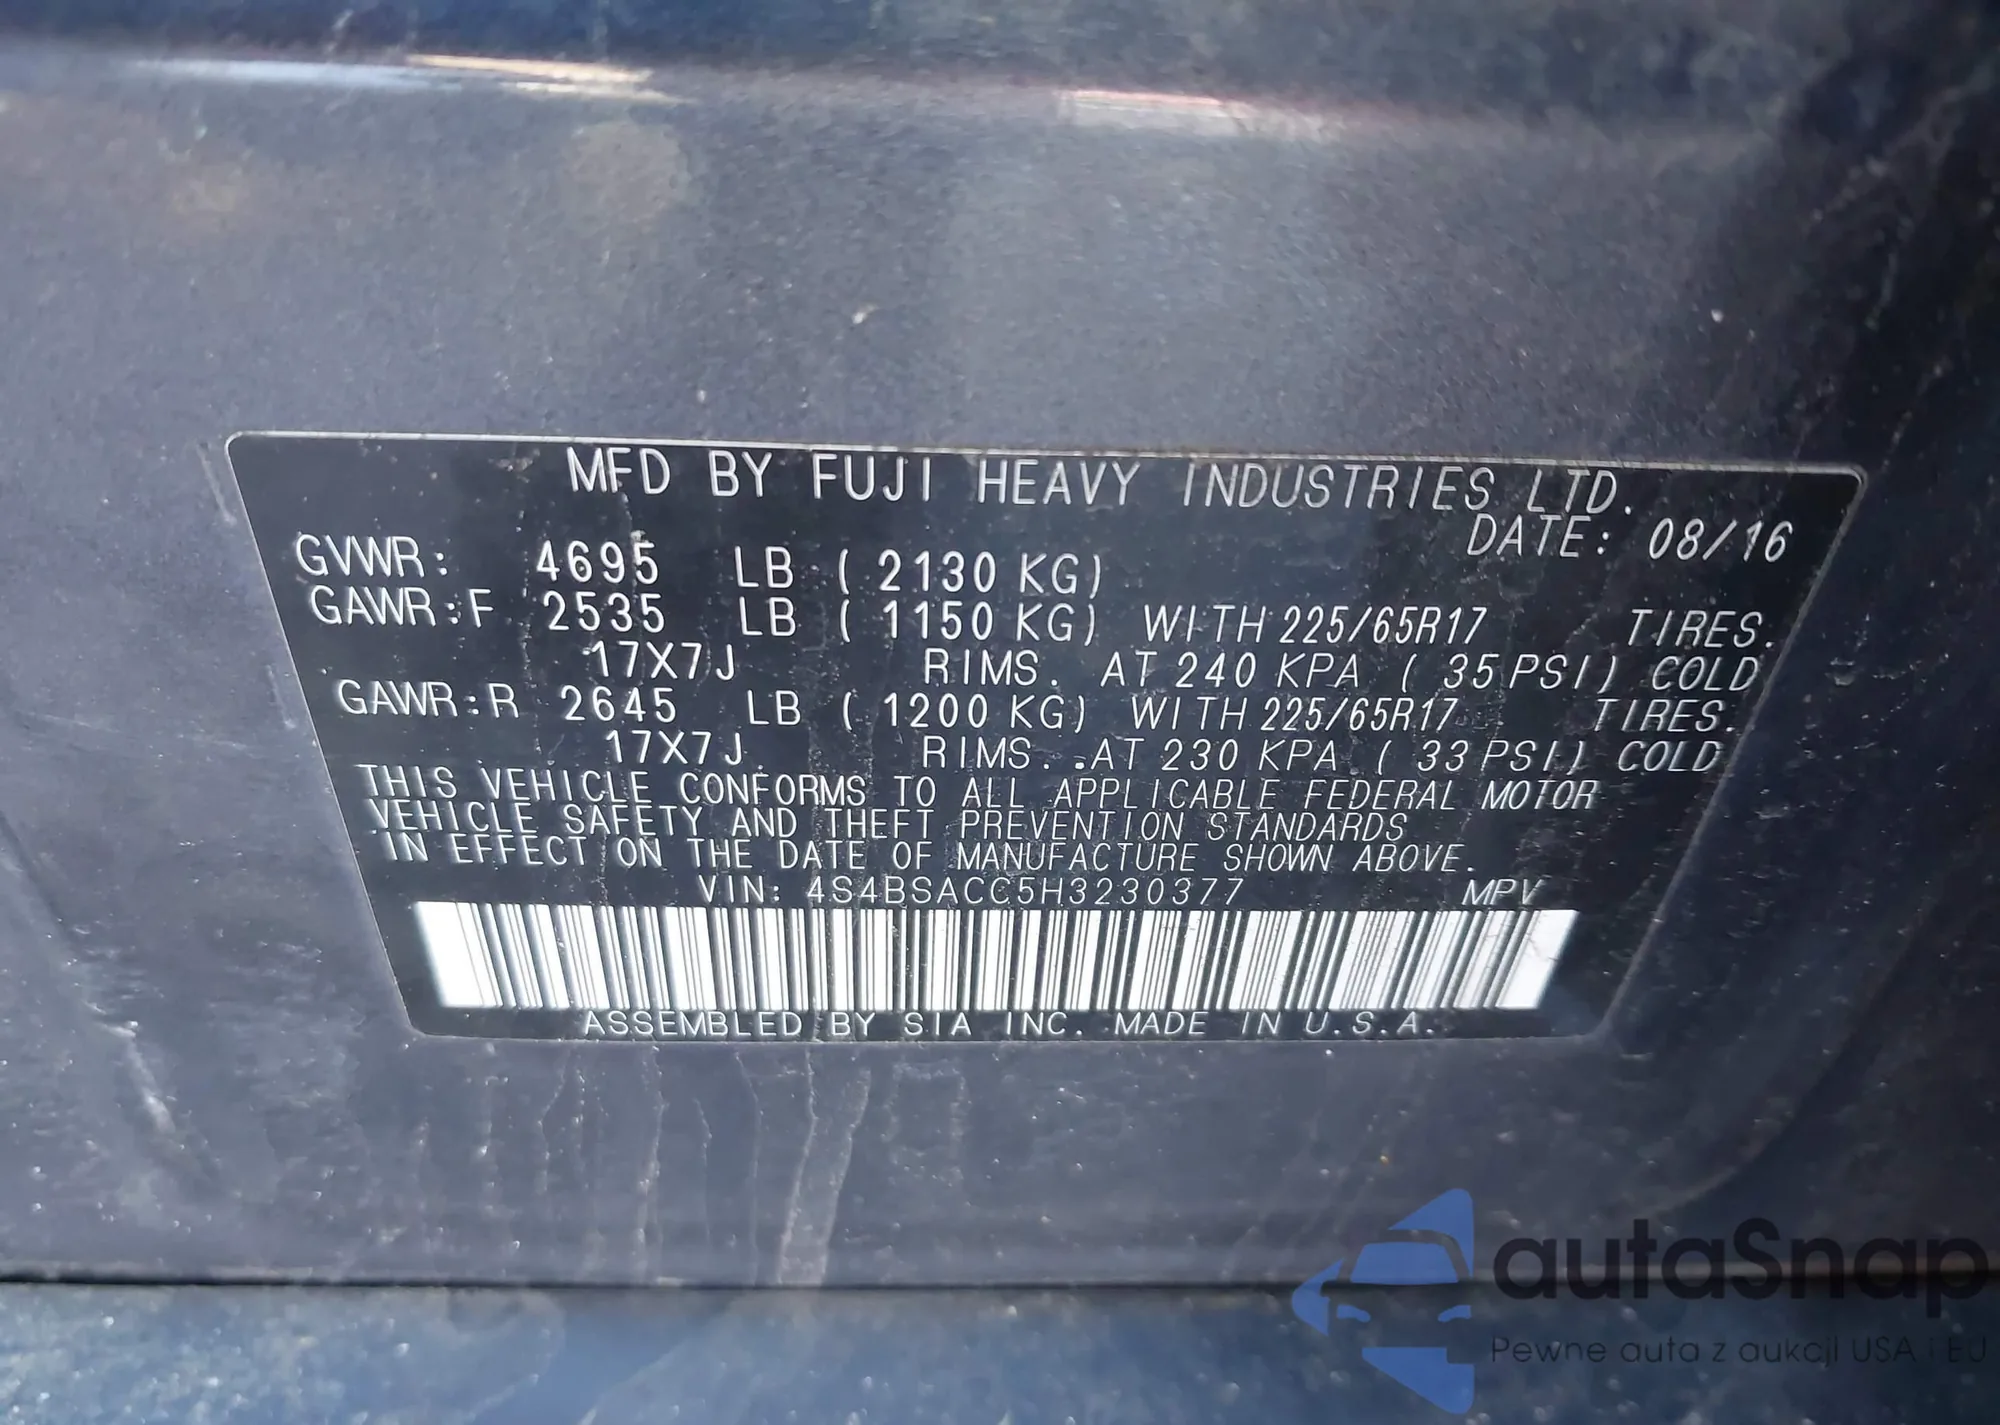 MFD BY FUJI HEAVY INDUSTRIES LTD.
DATE: 08/16
GVWR: 4695 LB ( 2130 KG)
GAWR:F 2535 LB ( 1150 KG) WITH 225/65R17 TIRES.
17X7J RIMS. AT 240 KPA ( 35 PSI) COLD
GAWR:R 2645 LB ( 1200 KG) WITH 225/65R17 TIRES.
17X7J RIMS. AT 230 KPA ( 33 PSI) COLD
THIS VEHICLE CONFORMS TO ALL APPLICABLE FEDERAL MOTOR
VEHICLE SAFETY AND THEFT PREVENTION STANDARDS
IN EFFECT ON THE DATE OF MANUFACTURE SHOWN ABOVE.
VIN: 4S4BSACC5H3230377 MPV
ASSEMBLED BY SIA INC. MADE IN U.S.A.
autaSnap
Pewne auta z aukcji USA i EU